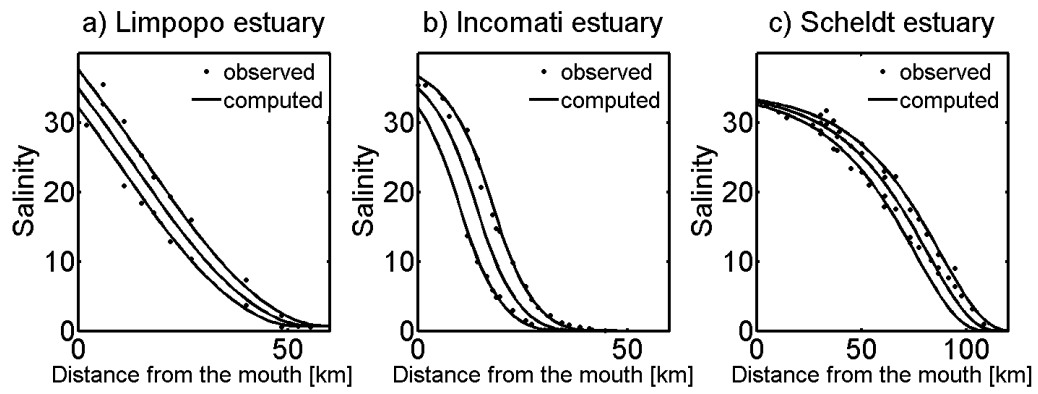 a) Limpopo estuary
observed
computed
30
20
10
0
Salinity
0
50
Distance from the mouth [km]
b) Incomati estuary
observed
computed
30
20
10
0
Salinity
0
50
Distance from the mouth [km]
c) Scheldt estuary
observed
computed
30
20
10
0
Salinity
0
50
100
Distance from the mouth [km]